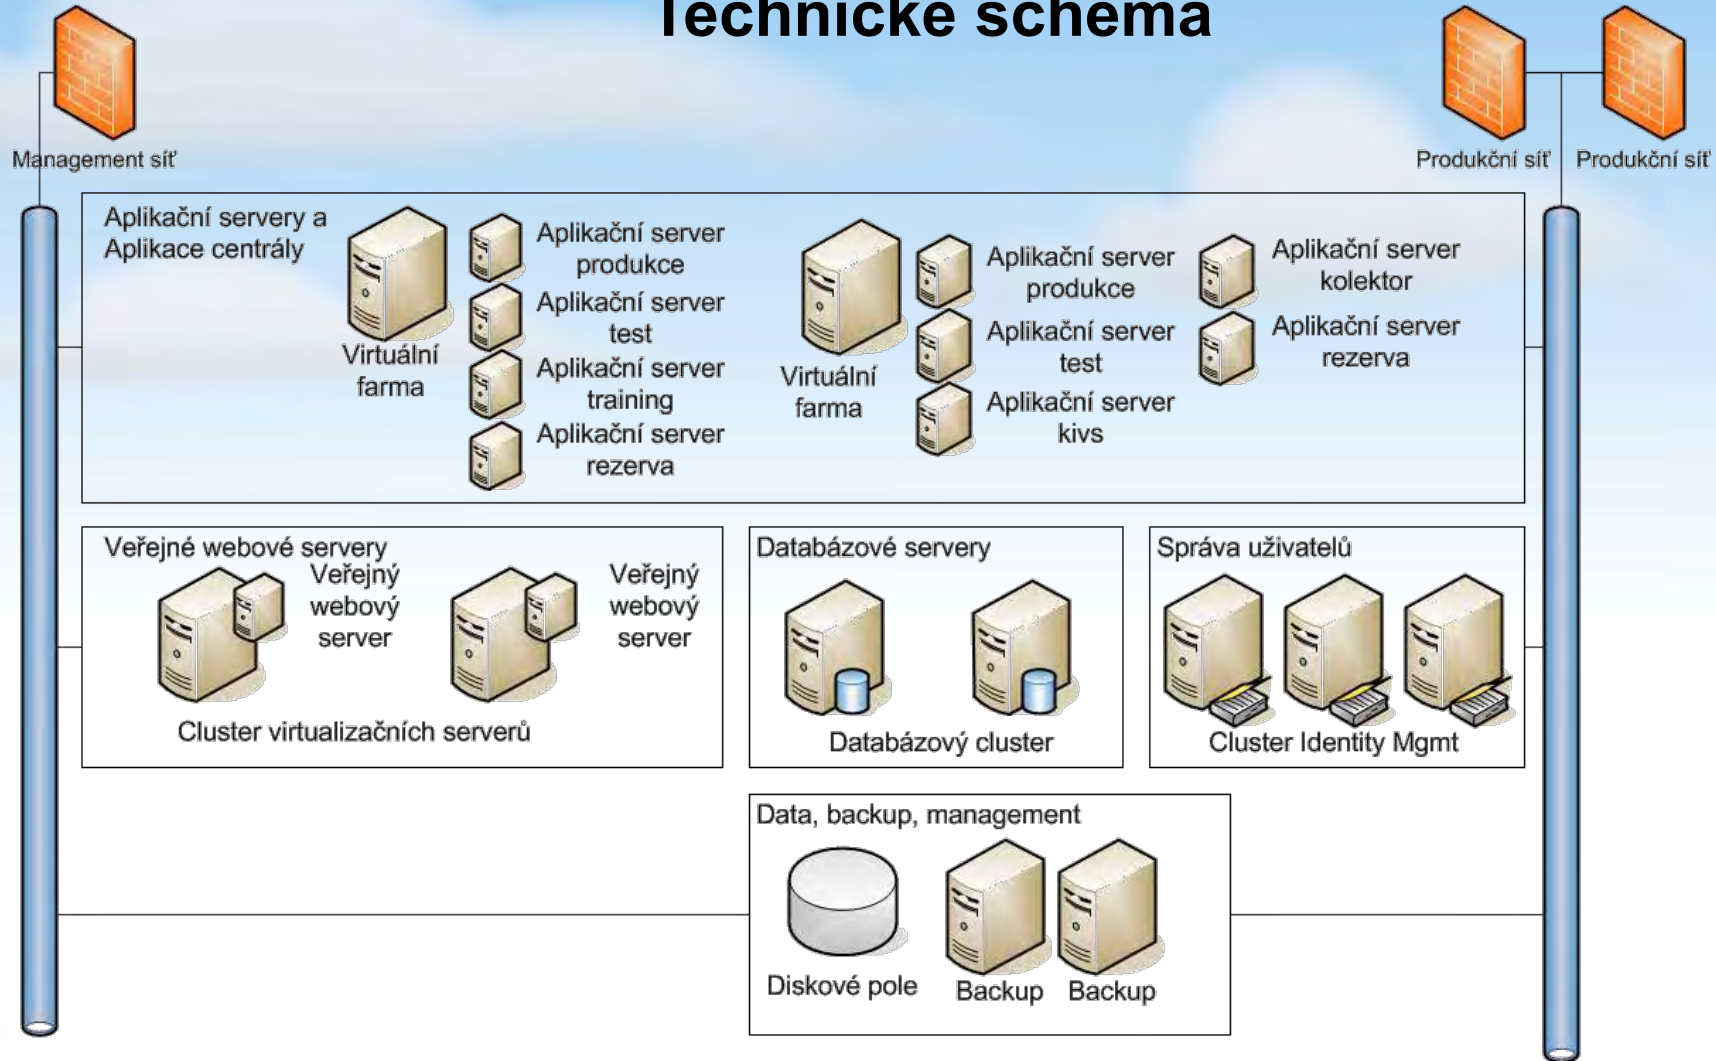 Technické schéma
Management síť
Produkční síť
Produkční síť
Aplikační servery a
Aplikace centrály
Virtuální
farma
Aplikační server
produkce
Aplikační server
test
Aplikační server
training
Aplikační server
rezerva
Virtuální
farma
Aplikační server
produkce
Aplikační server
test
Aplikační server
kivs
Aplikační server
kolektor
Aplikační server
rezerva
Veřejné webové servery
Veřejný
webový
server
Veřejný
webový
server
Cluster virtualizačních serverů
Databázové servery
Databázový cluster
Správa uživatelů
Cluster Identity Mgmt
Data, backup, management
Diskové pole
Backup
Backup